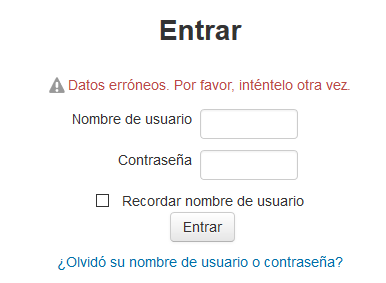 Entrar
Datos erróneos. Por favor, inténtelo otra vez.
Nombre de usuario
Contraseña
Recordar nombre de usuario
Entrar
¿Olvidó su nombre de usuario o contraseña?